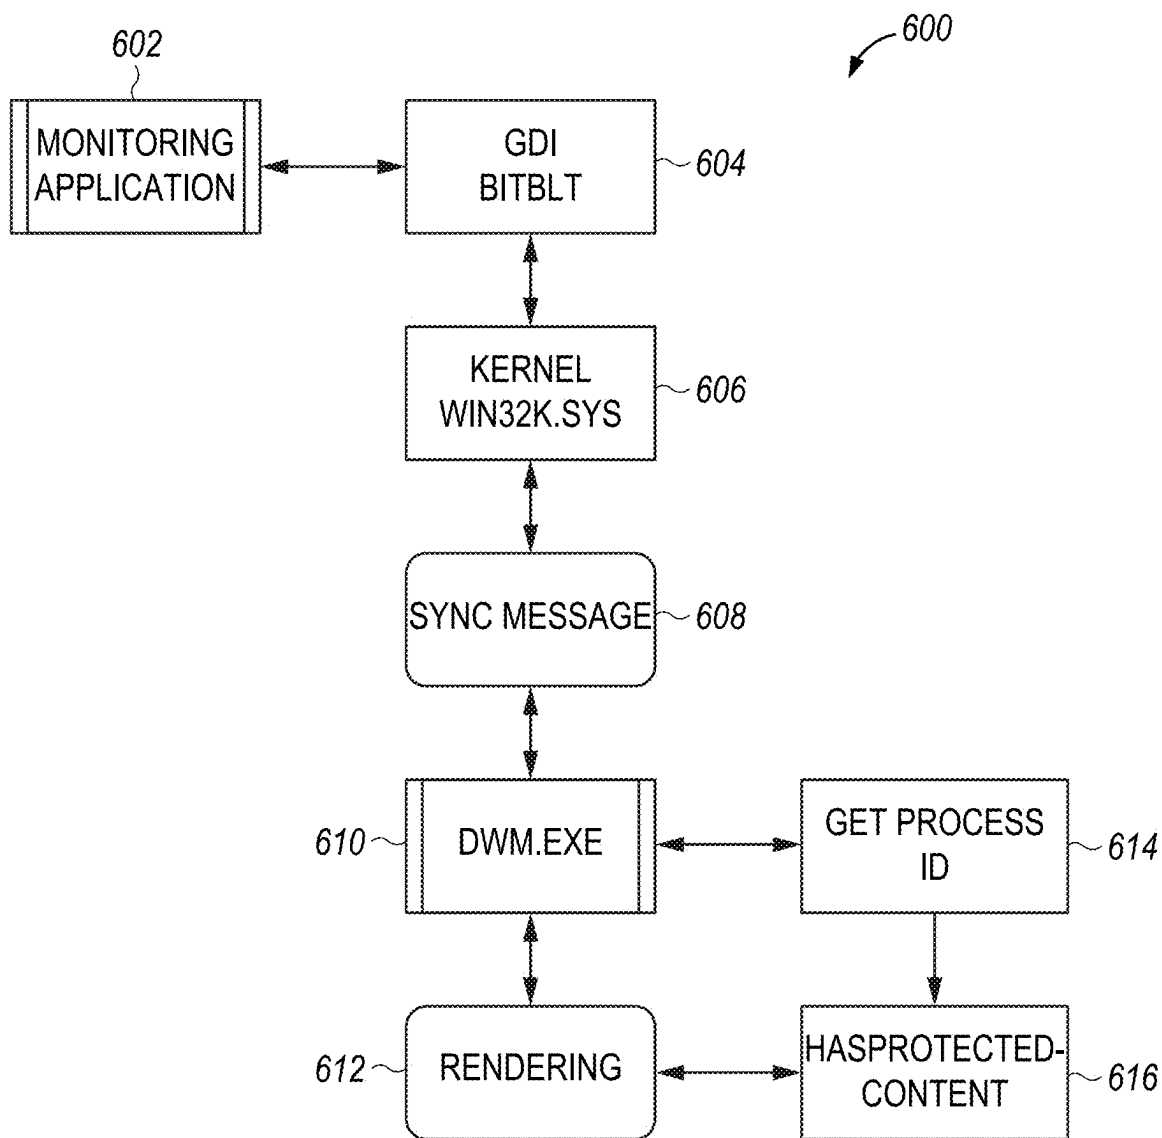 602
600
MONITORING
APPLICATION
GDI
BITBLT
604
KERNEL
WIN32K.SYS
606
SYNC MESSAGE
608
610
DWM.EXE
GET PROCESS
ID
614
612
RENDERING
HASPROTECTED-
CONTENT
616